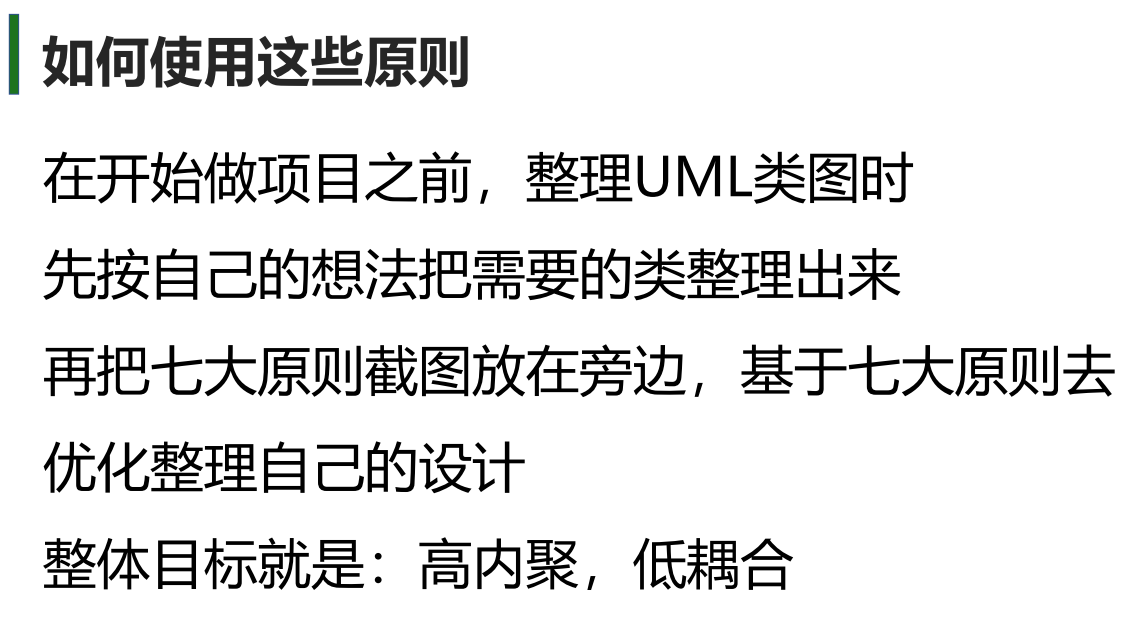 如何使用这些原则
在开始做项目之前，整理UML类图时
先按自己的想法把需要的类整理出来
再把七大原则截图放在旁边，基于七大原则去
优化整理自己的设计
整体目标就是：高内聚，低耦合